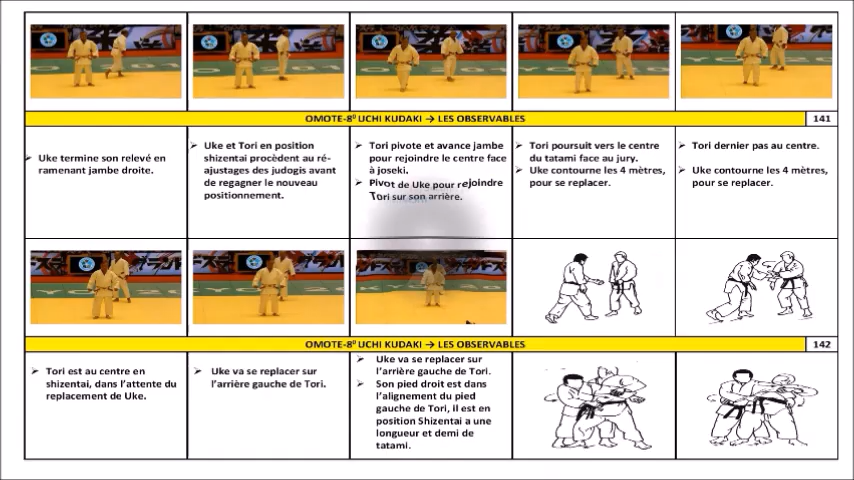 OMOTE-8⁰ UCHI KUDAKI → LES OBSERVABLES 141
➢ Uke termine son relevé en
ramenant jambe droite.
➢ Uke et Tori en position
shizentai procèdent au ré-
ajustages des judogis avant
de regagner le nouveau
positionnement.
➢ Tori pivote et avance jambe
pour rejoindre le centre face
à joseki.
➢ Pivot de Uke pour rejoindre
Tori sur son arrière.
➢ Tori poursuit vers le centre
du tatami face au jury.
➢ Uke contourne les 4 mètres,
pour se replacer.
➢ Tori dernier pas au centre.
➢ Uke contourne les 4 mètres,
pour se replacer.
OMOTE-8⁰ UCHI KUDAKI → LES OBSERVABLES 142
➢ Tori est au centre en
shizentai, dans l'attente du
replacement de Uke.
➢ Uke va se replacer sur
l'arrière gauche de Tori.
➢ Uke va se replacer sur
l'arrière gauche de Tori.
➢ Son pied droit est dans
l'alignement du pied
gauche de Tori, il est en
position Shizentai a une
longueur et demi de
tatami.